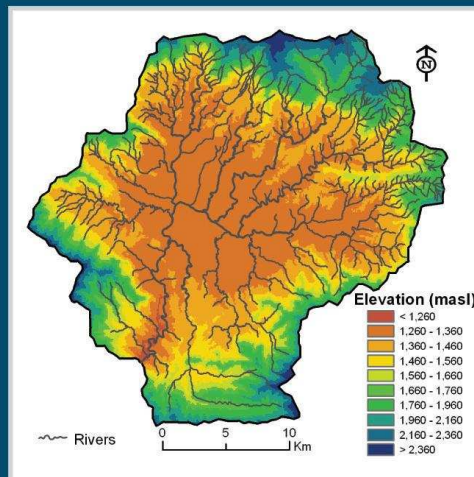 N
Elevation (masl)
< 1,260
1,260 - 1,360
1,360 - 1,460
1,460 - 1,560
1,560 - 1,660
1,660 - 1,760
1,760 - 1,960
1,960 - 2,160
2,160 - 2,360
> 2,360
Rivers
0 5 10
Km